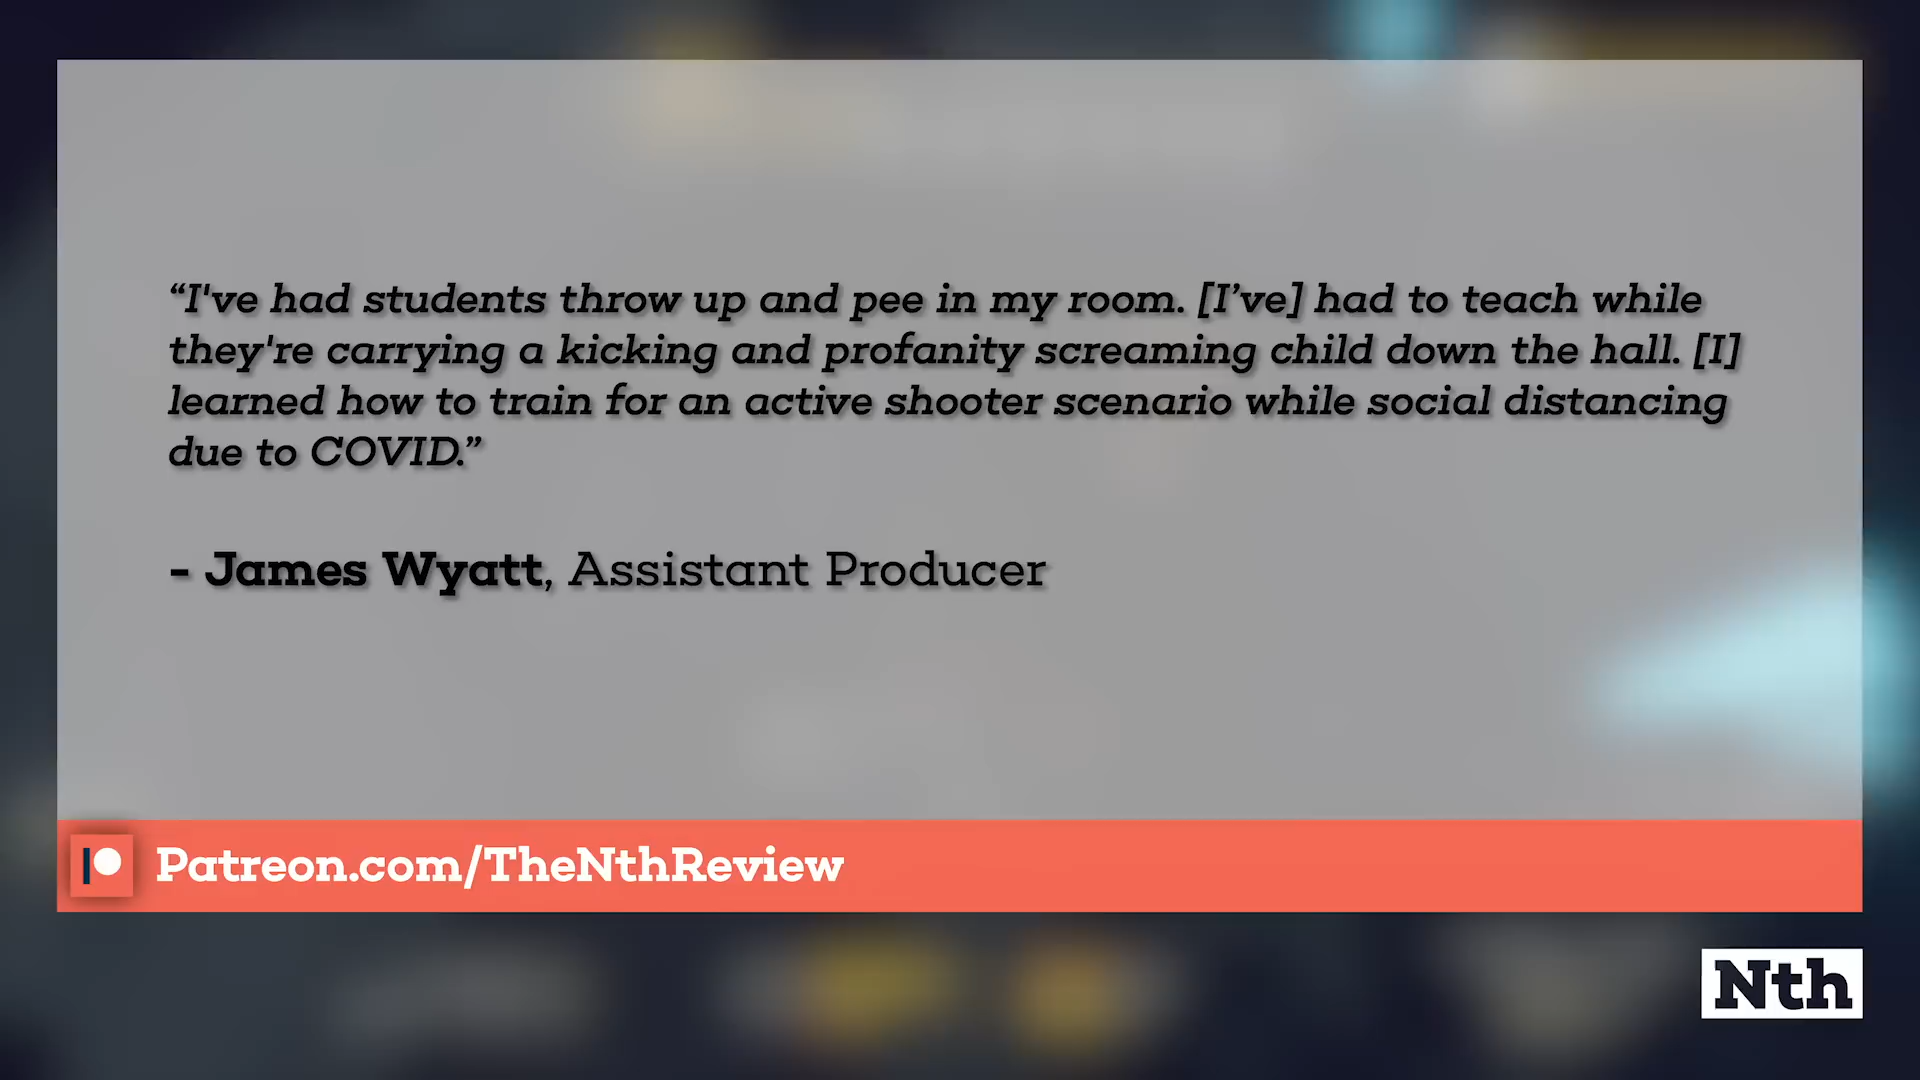 “I've had students throw up and pee in my room. [I’ve] had to teach while
they're carrying a kicking and profanity screaming child down the hall. [I]
learned how to train for an active shooter scenario while social distancing
due to COVID.”
- James Wyatt, Assistant Producer
Patreon.com/TheNthReview
Nth